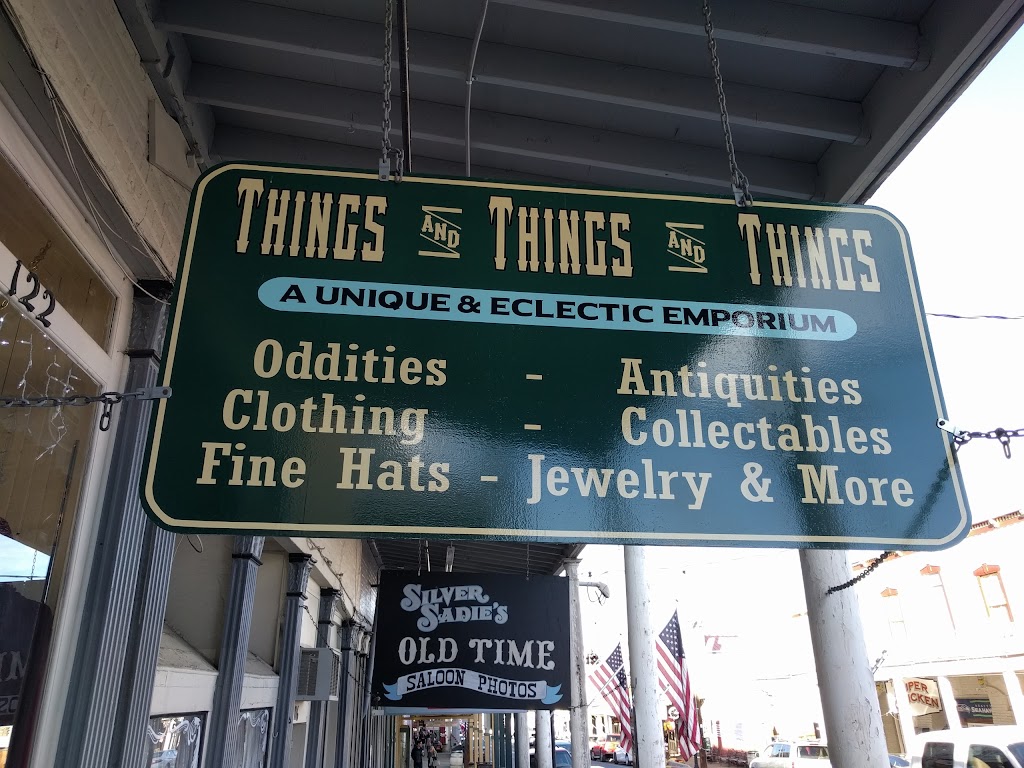 THINGS AND THINGS AND THINGS
A UNIQUE & ECLECTIC EMPORIUM
Oddities - Antiquities
Clothing - Collectables
Fine Hats - Jewelry & More
122
SILVER
SADIE'S
OLD TIME
SALOON PHOTOS